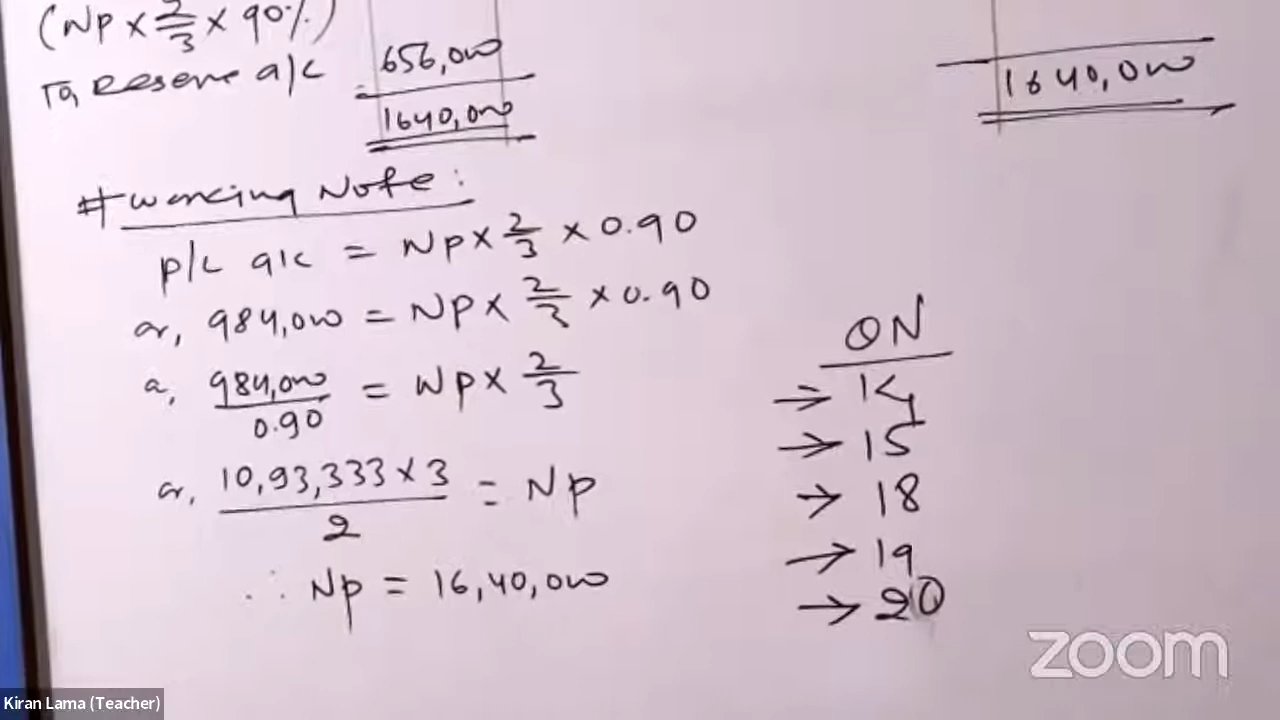 (NP × 2/3 × 90%)
To Reserve a/c 656,000
1640,000 1640,000
# Working Note:
P/L a/c = NP × 2/3 × 0.90
or, 984,000 = NP × 2/3 × 0.90
or, 984,000/0.90 = NP × 2/3
or, 10,93,333 × 3 / 2 = NP
∴ NP = 16,40,000
QN
→ 14
→ 15
→ 18
→ 19
→ 20
zoom
Kiran Lama (Teacher)